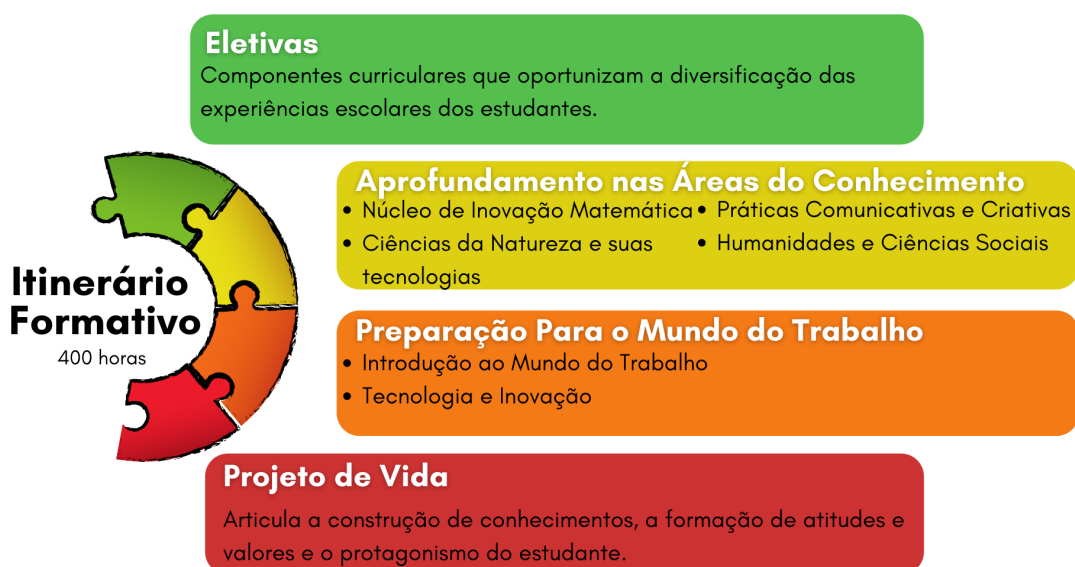 Eletivas
Componentes curriculares que oportunizam a diversificação das
experiências escolares dos estudantes.
Aprofundamento nas Áreas do Conhecimento
• Núcleo de Inovação Matemática
• Ciências da Natureza e suas
tecnologias
• Práticas Comunicativas e Criativas
• Humanidades e Ciências Sociais
Itinerário
Formativo
400 horas
Preparação Para o Mundo do Trabalho
• Introdução ao Mundo do Trabalho
• Tecnologia e Inovação
Projeto de Vida
Articula a construção de conhecimentos, a formação de atitudes e
valores e o protagonismo do estudante.